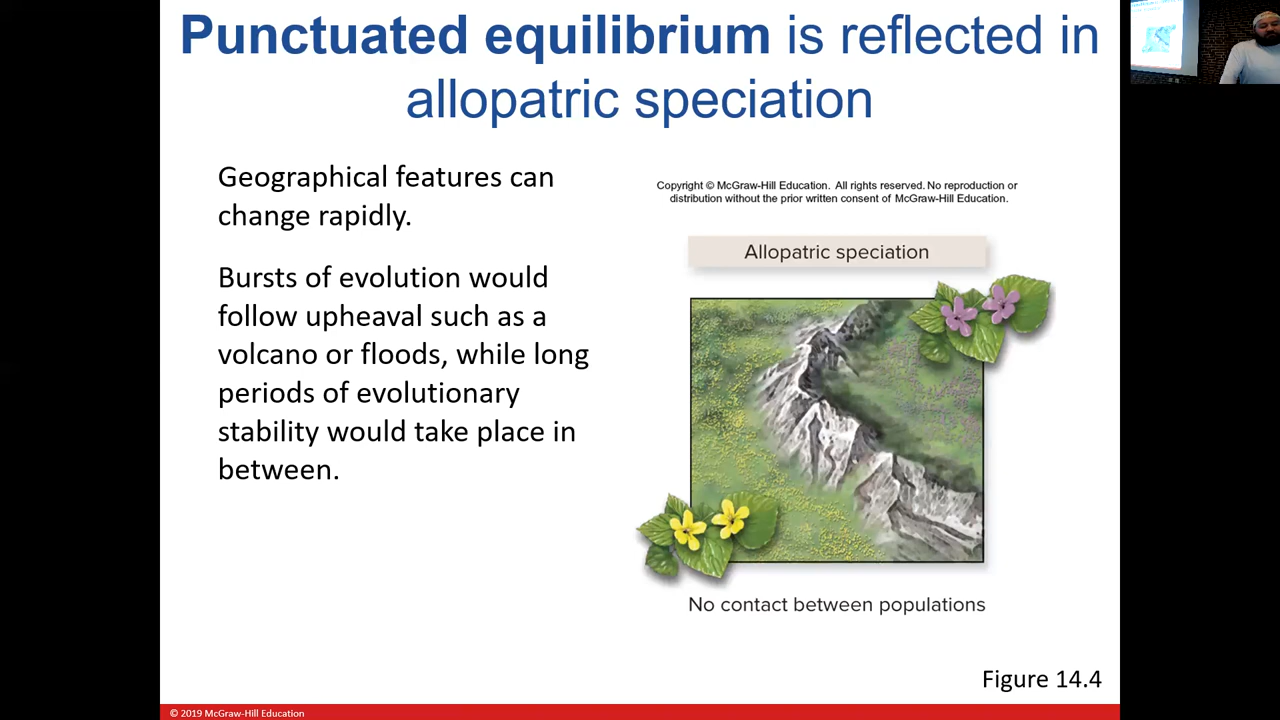 Punctuated equilibrium is reflected in
allopatric speciation
Geographical features can
change rapidly.
Bursts of evolution would
follow upheaval such as a
volcano or floods, while long
periods of evolutionary
stability would take place in
between.
Copyright © McGraw-Hill Education. All rights reserved. No reproduction or
distribution without the prior written consent of McGraw-Hill Education.
Allopatric speciation
No contact between populations
Figure 14.4
© 2019 McGraw-Hill Education